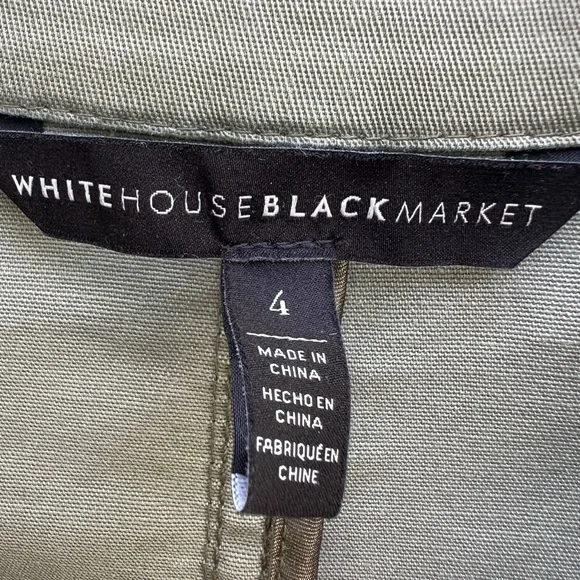 WHITEHOUSEBLACKMARKET
4
MADE IN
CHINA
HECHO EN
CHINA
FABRIQUÉ EN
CHINE